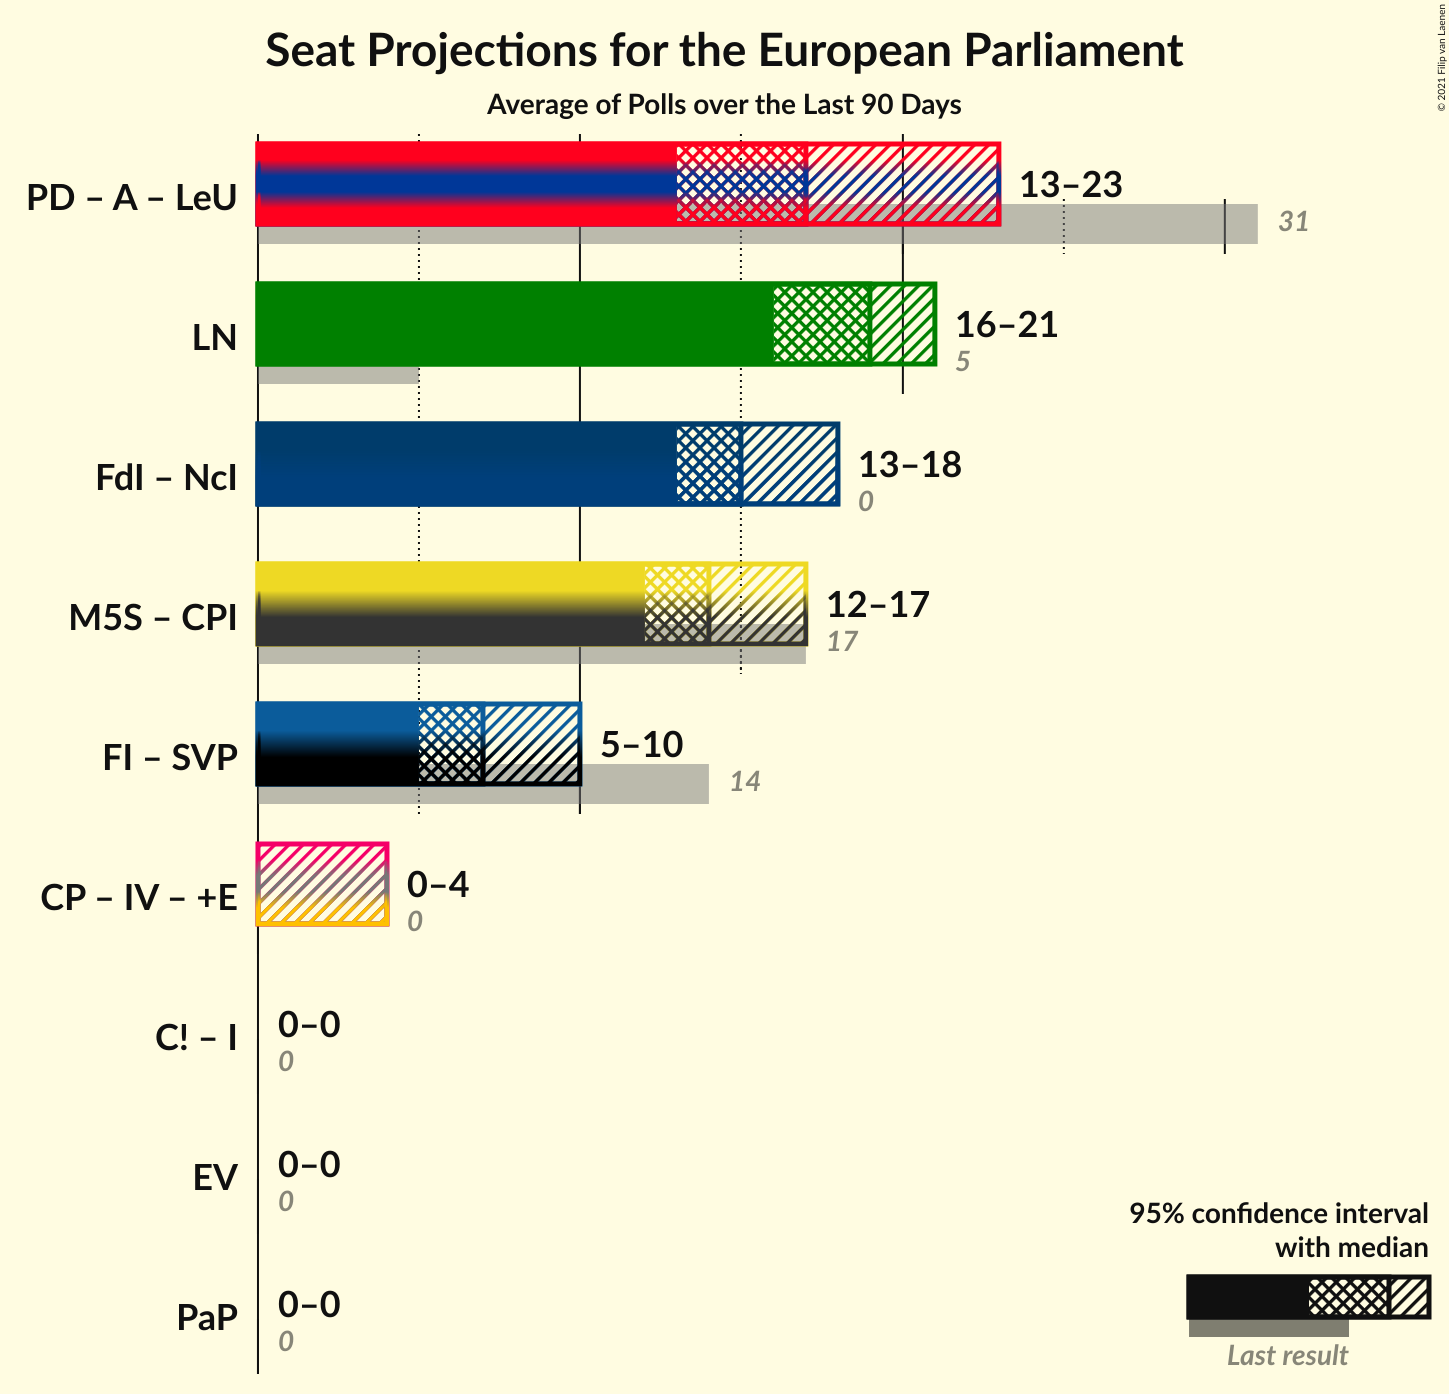 © 2021 Filip van Laenen
Seat Projections for the European Parliament
Average of Polls over the Last 90 Days
PD – A – LeU
13–23
31
LN
16–21
5
FdI – NcI
13–18
0
M5S – CPI
12–17
17
FI – SVP
5–10
14
CP – IV – +E
0–4
0
C! – I
0–0
0
EV
0–0
0
PaP
0–0
0
95% confidence interval
with median
Last result